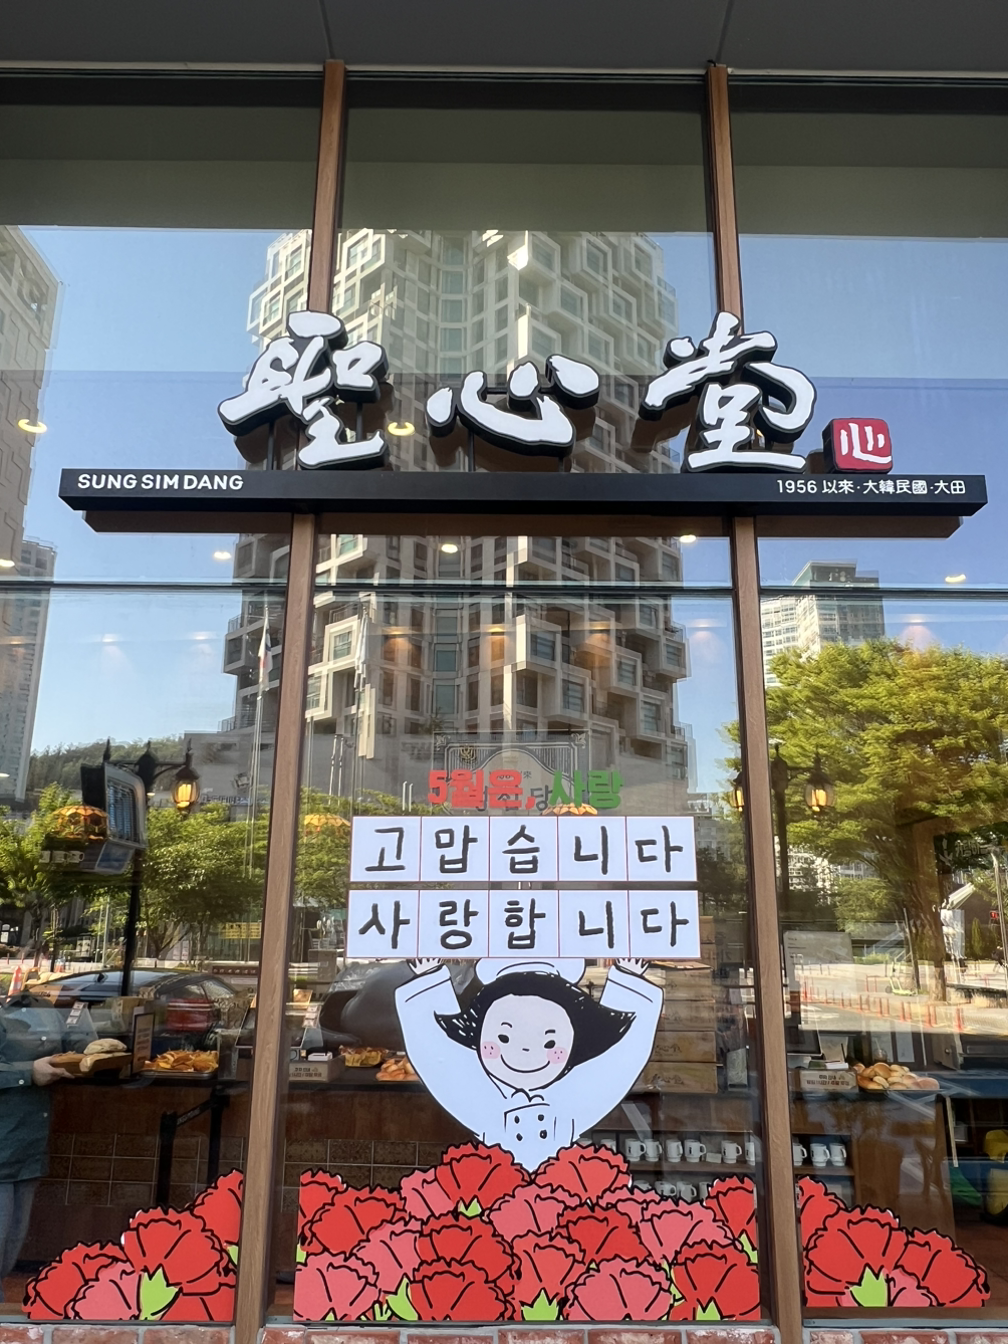 聖心堂
心
SUNG SIM DANG
1956 以來·大韓民國·大田
5월은, 사랑
고맙습니다
사랑합니다